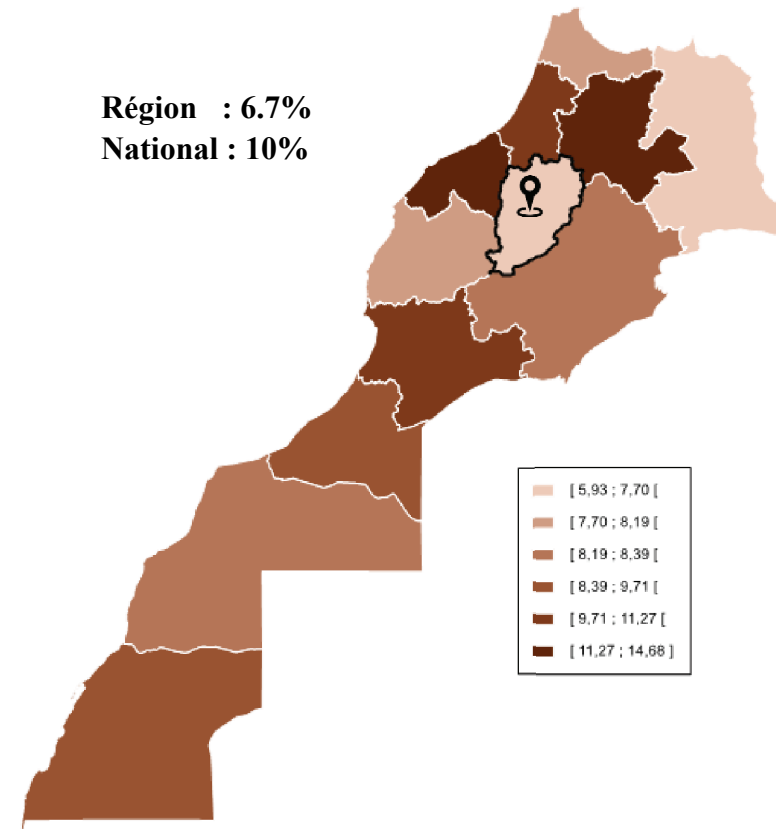 Région : 6.7%
National : 10%
[ 5,93 ; 7,70 [
[ 7,70 ; 8,19 [
[ 8,19 ; 8,39 [
[ 8,39 ; 9,71 [
[ 9,71 ; 11,27 [
[ 11,27 ; 14,68 ]